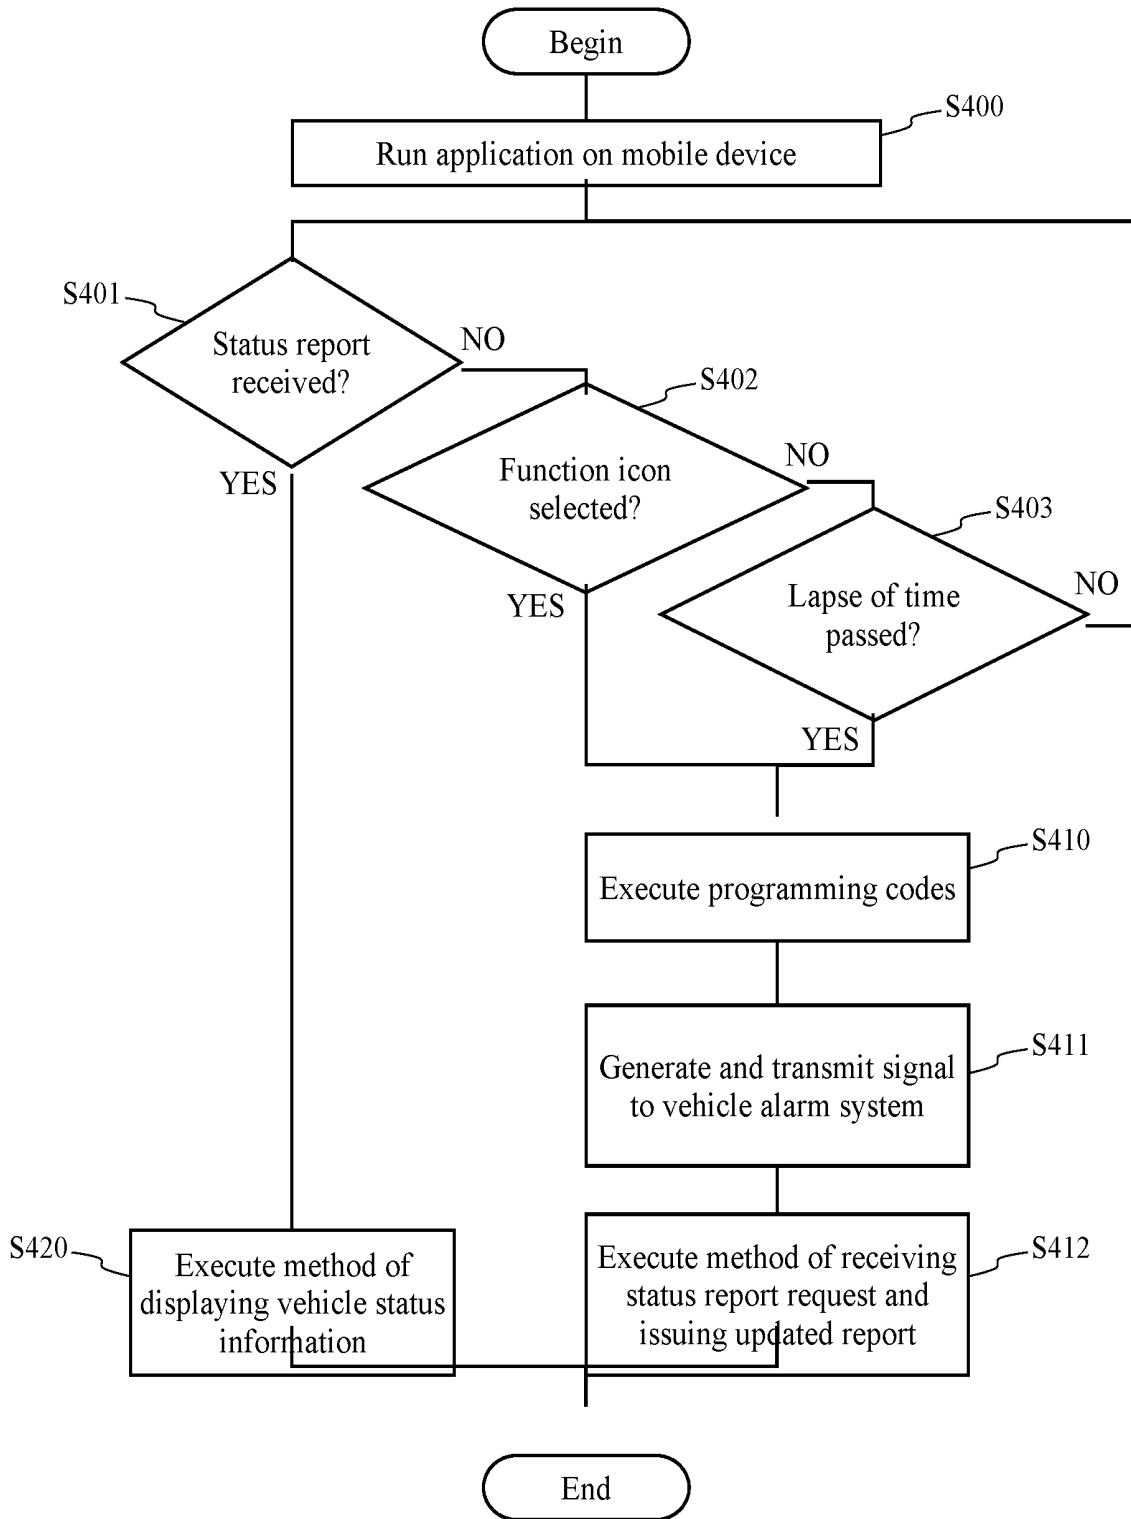 Begin
S400
Run application on mobile device
S401
Status report
received?
NO
YES
S402
Function icon
selected?
NO
YES
S403
Lapse of time
passed?
NO
YES
S410
Execute programming codes
S411
Generate and transmit signal
to vehicle alarm system
S420
Execute method of
displaying vehicle status
information
S412
Execute method of receiving
status report request and
issuing updated report
End